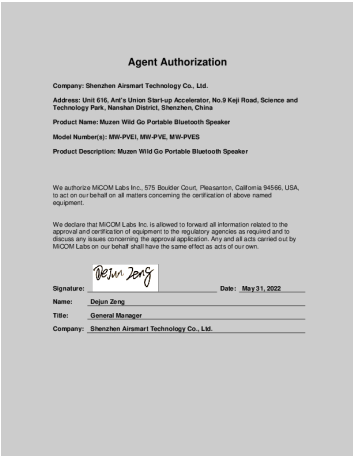 Agent Authorization
Company: Shenzhen Airsmart Technology Co., Ltd.
Address: Unit 616, Ant's Union Start-up Accelerator, No.9 Keji Road, Science and
Technology Park, Nanshan District, Shenzhen, China
Product Name: Muzen Wild Go Portable Bluetooth Speaker
Model Number(s): MW-PVEI, MW-PVE, MW-PVES
Product Description: Muzen Wild Go Portable Bluetooth Speaker
We authorize MiCOM Labs Inc., 575 Boulder Court, Pleasanton, California 94566, USA,
to act on our behalf on all matters concerning the certification of above named
equipment.
We declare that MiCOM Labs Inc. is allowed to forward all information related to the
approval and certification of equipment to the regulatory agencies as required and to
discuss any issues concerning the approval application. Any and all acts carried out by
MiCOM Labs on our behalf shall have the same effect as acts of our own.
Dejun Zeng
Signature: Date: May 31, 2022
Name: Dejun Zeng
Title: General Manager
Company: Shenzhen Airsmart Technology Co., Ltd.